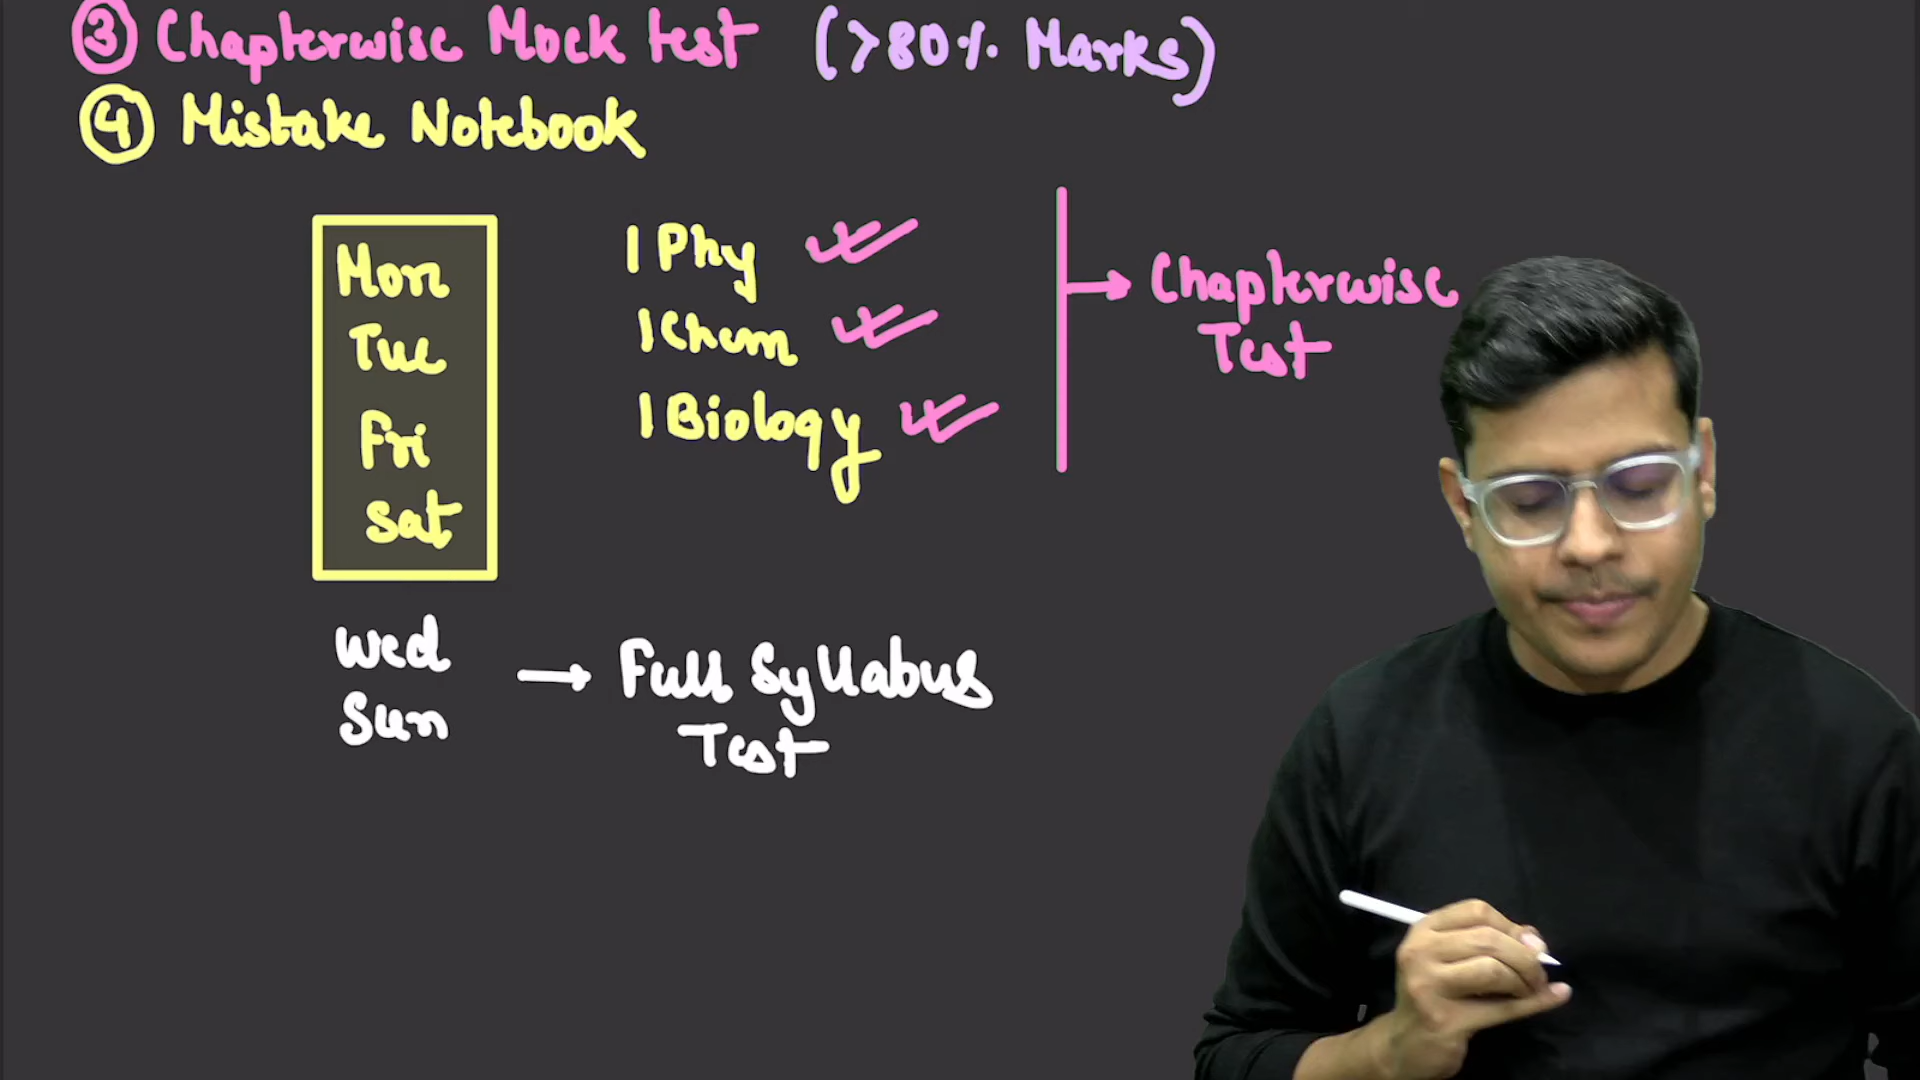 ③ Chapterwise Mock test (>80% Marks)
④ Mistake Notebook
Mon
Tue
Fri
Sat
1 Phy
1 Chem
1 Biology
Chapterwise
Test
Wed
Sun
→ Full Syllabus
Test